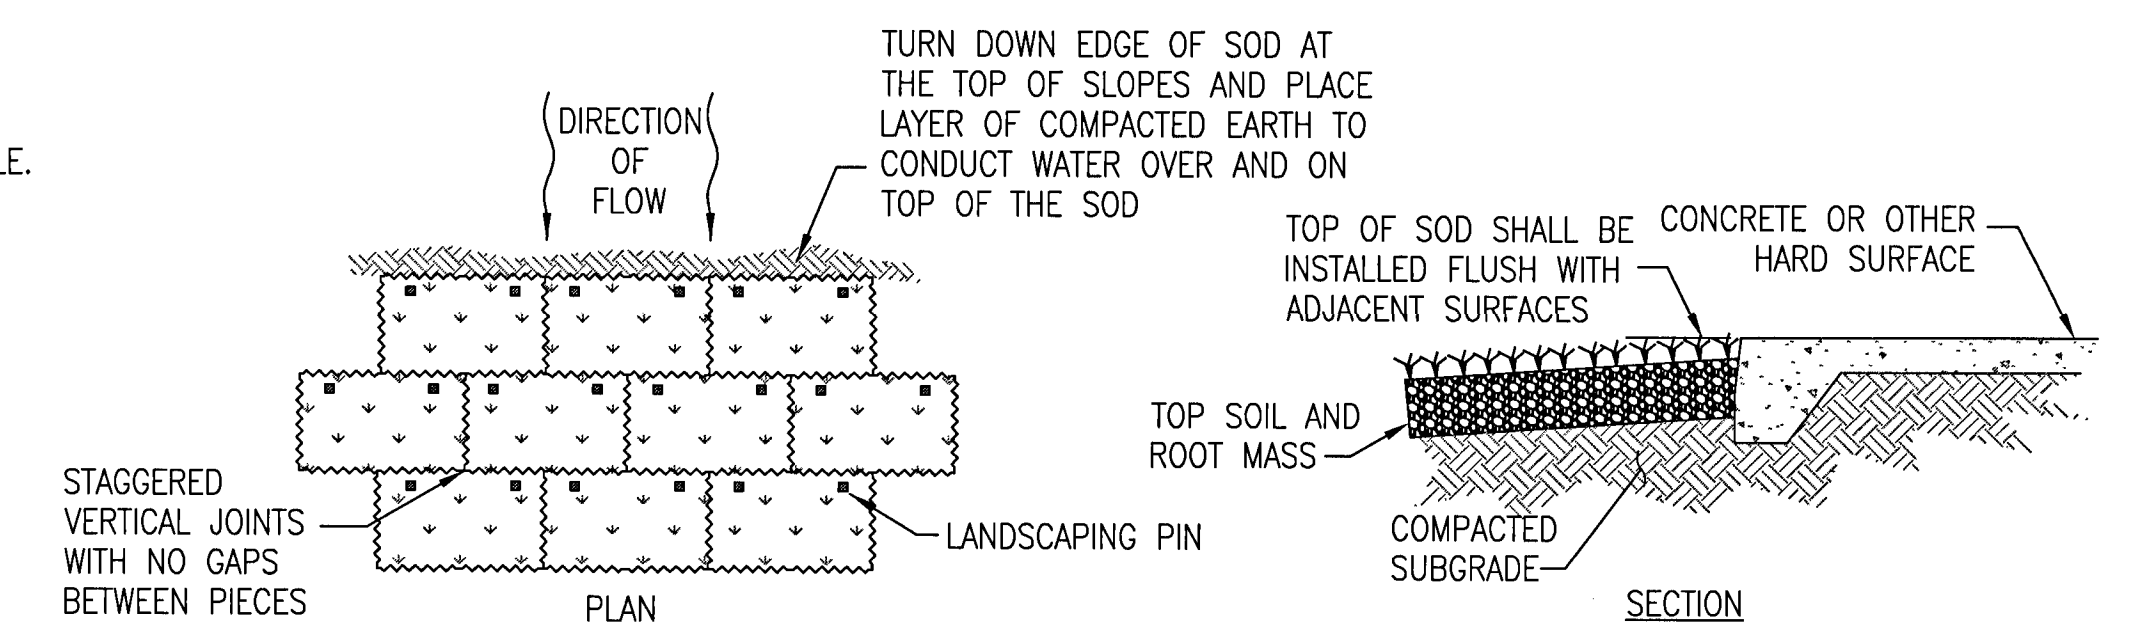 LE.
DIRECTION
OF
FLOW
TURN DOWN EDGE OF SOD AT
THE TOP OF SLOPES AND PLACE
LAYER OF COMPACTED EARTH TO
CONDUCT WATER OVER AND ON
TOP OF THE SOD
STAGGERED
VERTICAL JOINTS
WITH NO GAPS
BETWEEN PIECES
LANDSCAPING PIN
PLAN
TOP OF SOD SHALL BE
INSTALLED FLUSH WITH
ADJACENT SURFACES
CONCRETE OR OTHER
HARD SURFACE
TOP SOIL AND
ROOT MASS
COMPACTED
SUBGRADE
SECTION